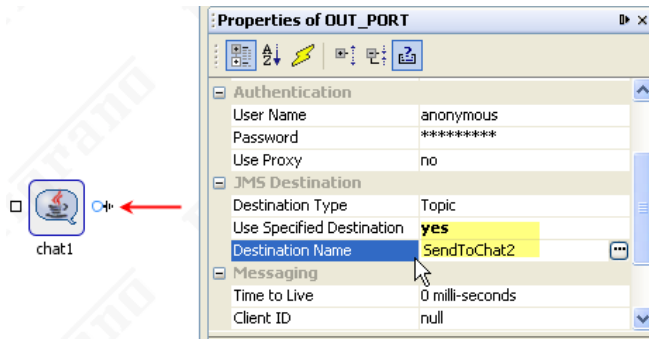 Properties of OUT_PORT
Authentication
User Name anonymous
Password *********
Use Proxy no
JMS Destination
Destination Type Topic
Use Specified Destination yes
Destination Name SendToChat2
Messaging
Time to Live 0 milli-seconds
Client ID null
chat1